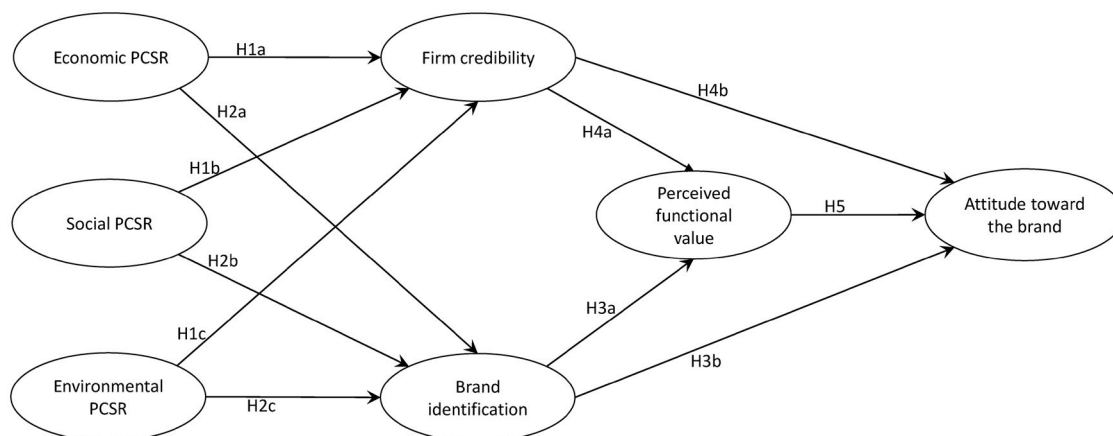 Economic PCSR
H1a
Firm credibility
H2a
H4b
H4a
H1b
Social PCSR
Perceived
functional
value
H5
Attitude toward
the brand
H2b
H3a
H1c
H3b
Environmental
PCSR
H2c
Brand
identification